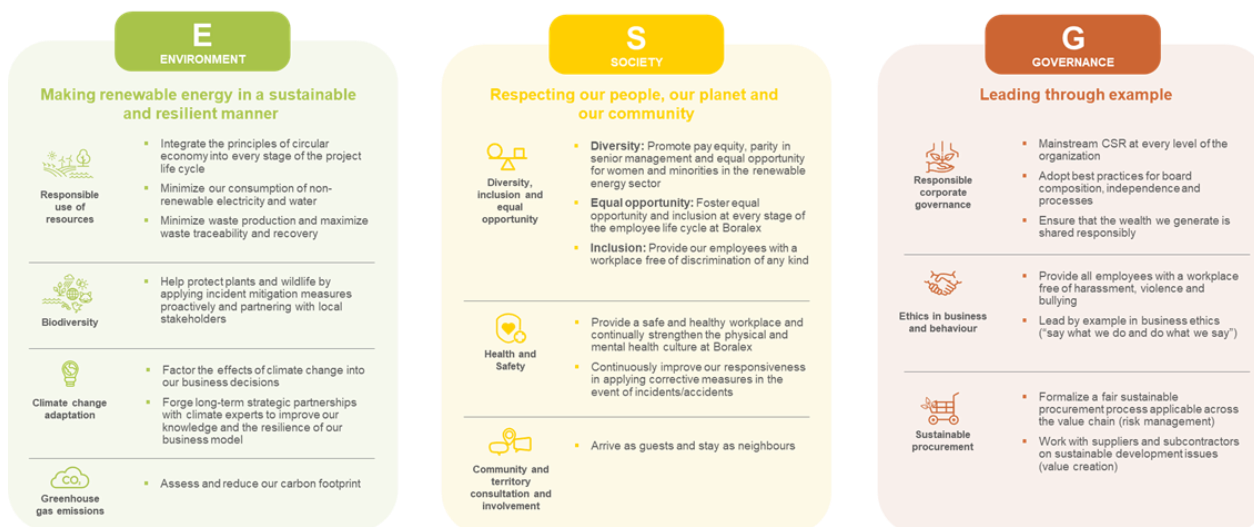 E
ENVIRONMENT
Making renewable energy in a sustainable
and resilient manner
Responsible
use of
resources
▪ Integrate the principles of circular
economy into every stage of the project
life cycle
▪ Minimize our consumption of non-
renewable electricity and water
▪ Minimize waste production and maximize
waste traceability and recovery
Biodiversity
▪ Help protect plants and wildlife by
applying incident mitigation measures
proactively and partnering with local
stakeholders
Climate change
adaptation
▪ Factor the effects of climate change into
our business decisions
▪ Forge long-term strategic partnerships
with climate experts to improve our
knowledge and the resilience of our
business model
CO₂
Greenhouse
gas emissions
▪ Assess and reduce our carbon footprint
S
SOCIETY
Respecting our people, our planet and
our community
Diversity,
inclusion and
equal
opportunity
▪ Diversity: Promote pay equity, parity in
senior management and equal opportunity
for women and minorities in the renewable
energy sector
▪ Equal opportunity: Foster equal
opportunity and inclusion at every stage of
the employee life cycle at Boralex
▪ Inclusion: Provide our employees with a
workplace free of discrimination of any kind
Health and
Safety
▪ Provide a safe and healthy workplace and
continually strengthen the physical and
mental health culture at Boralex
▪ Continuously improve our responsiveness
in applying corrective measures in the
event of incidents/accidents
Community and
territory
consultation and
involvement
▪ Arrive as guests and stay as neighbours
G
GOVERNANCE
Leading through example
Responsible
corporate
governance
▪ Mainstream CSR at every level of the
organization
▪ Adopt best practices for board
composition, independence and
processes
▪ Ensure that the wealth we generate is
shared responsibly
Ethics in business
and behaviour
▪ Provide all employees with a workplace
free of harassment, violence and
bullying
▪ Lead by example in business ethics
("say what we do and do what we say")
Sustainable
procurement
▪ Formalize a fair sustainable
procurement process applicable across
the value chain (risk management)
▪ Work with suppliers and subcontractors
on sustainable development issues
(value creation)